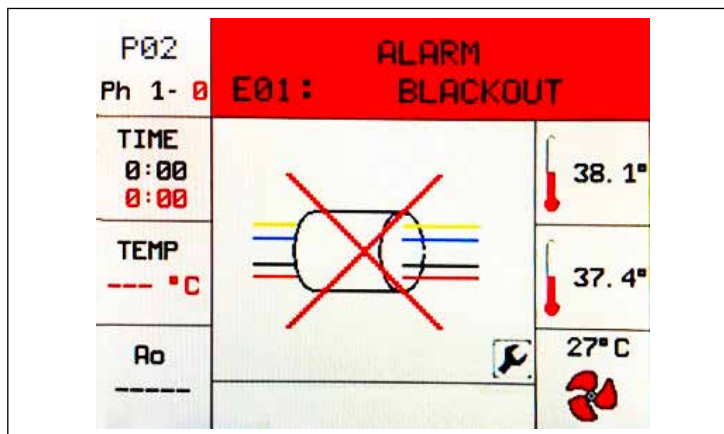 P02
Ph 1- 0
ALARM
E01: BLACKOUT
TIME
0:00
0:00
TEMP
--- °C
Ao
-----
38.1°
37.4°
27°C